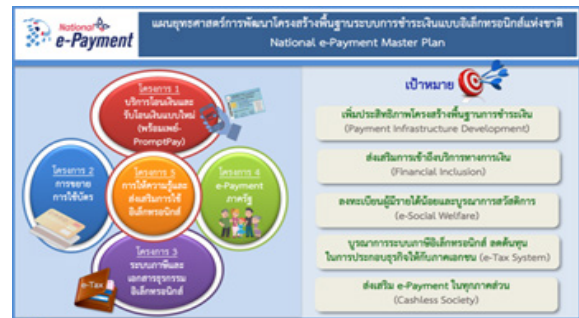 National
e-Payment
แผนยุทธศาสตร์การพัฒนาโครงสร้างพื้นฐานระบบการชำระเงินแบบอิเล็กทรอนิกส์แห่งชาติ
National e-Payment Master Plan
โครงการ 1
บริการโอนเงินและ
รับโอนเงินแบบใหม่
(พร้อมเพย์-
PromptPay)
โครงการ 2
การขยาย
การใช้บัตร
โครงการ 5
การให้ความรู้และ
ส่งเสริมการใช้
อิเล็กทรอนิกส์
โครงการ 4
e-Payment
ภาครัฐ
โครงการ 3
ระบบภาษีและ
เอกสารธุรกรรม
อิเล็กทรอนิกส์
e-Tax
เป้าหมาย
เพิ่มประสิทธิภาพโครงสร้างพื้นฐานการชำระเงิน
(Payment Infrastructure Development)
ส่งเสริมการเข้าถึงบริการทางการเงิน
(Financial Inclusion)
ลงทะเบียนผู้มีรายได้น้อยและบูรณาการสวัสดิการ
(e-Social Welfare)
บูรณาการระบบภาษีอิเล็กทรอนิกส์ ลดต้นทุน
ในการประกอบธุรกิจให้กับภาคเอกชน (e-Tax System)
ส่งเสริม e-Payment ในทุกภาคส่วน
(Cashless Society)